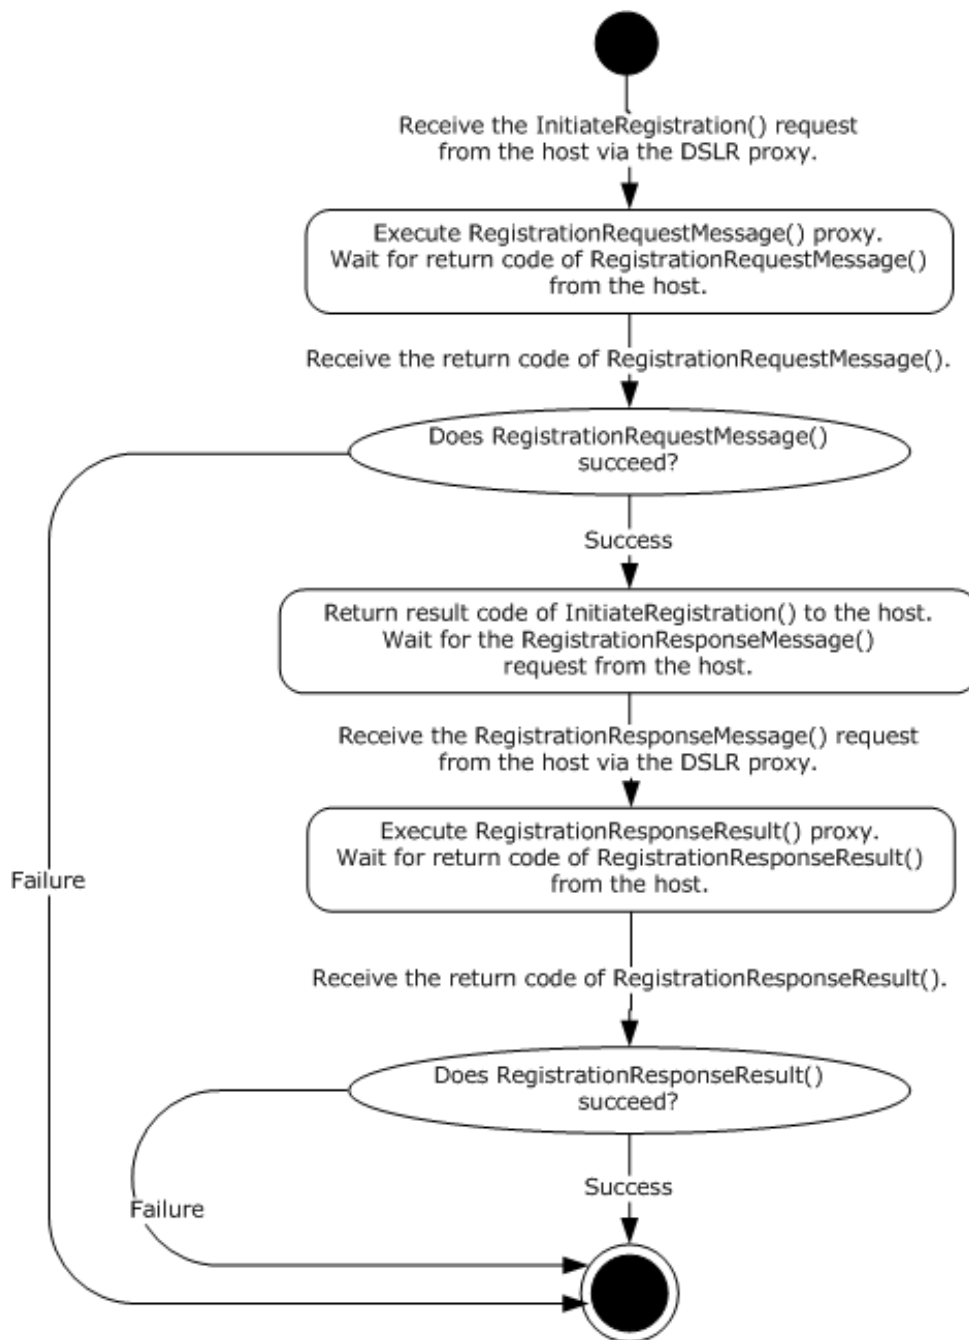 Receive the InitiateRegistration() request
from the host via the DSLR proxy.
Execute RegistrationRequestMessage() proxy.
Wait for return code of RegistrationRequestMessage()
from the host.
Receive the return code of RegistrationRequestMessage().
Does RegistrationRequestMessage()
succeed?
Success
Return result code of InitiateRegistration() to the host.
Wait for the RegistrationResponseMessage()
request from the host.
Receive the RegistrationResponseMessage() request
from the host via the DSLR proxy.
Execute RegistrationResponseResult() proxy.
Wait for return code of RegistrationResponseResult()
from the host.
Failure
Receive the return code of RegistrationResponseResult().
Does RegistrationResponseResult()
succeed?
Success
Failure